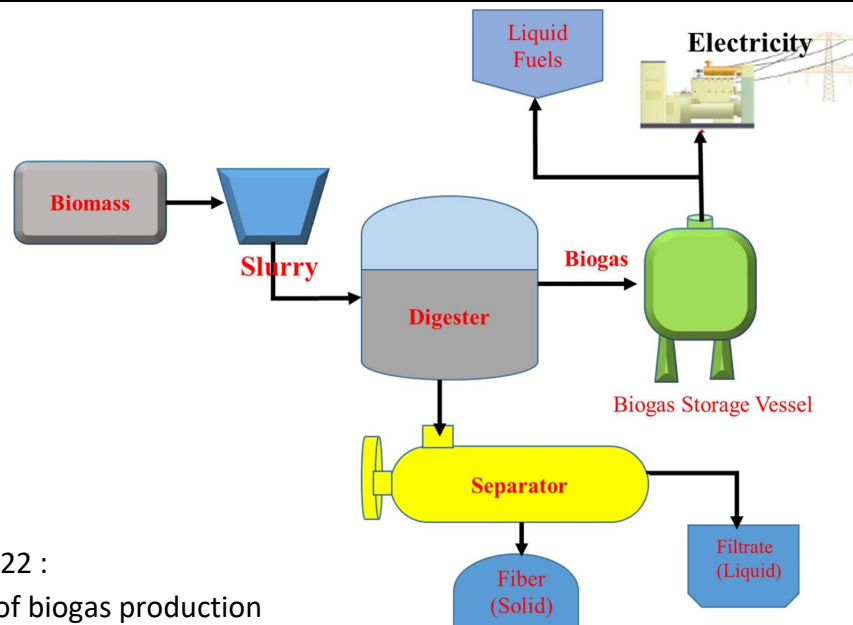 Liquid
Fuels
Electricity
Biomass
Slurry
Biogas
Digester
Biogas Storage Vessel
Separator
Filtrate
(Liquid)
Fiber
(Solid)
22 :
of biogas production